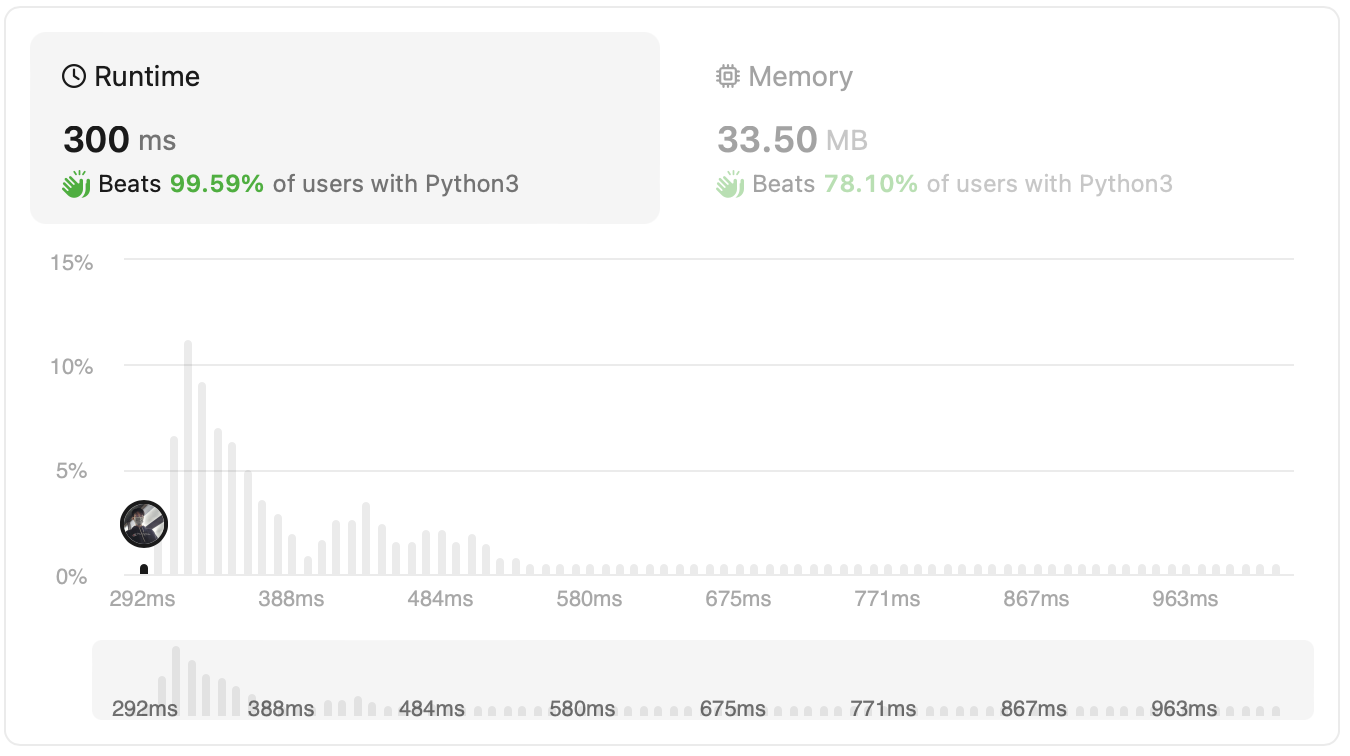 Runtime
300 ms
Beats 99.59% of users with Python3
Memory
33.50 MB
Beats 78.10% of users with Python3
15%
10%
5%
0%
292ms 388ms 484ms 580ms 675ms 771ms 867ms 963ms
292ms 388ms 484ms 580ms 675ms 771ms 867ms 963ms